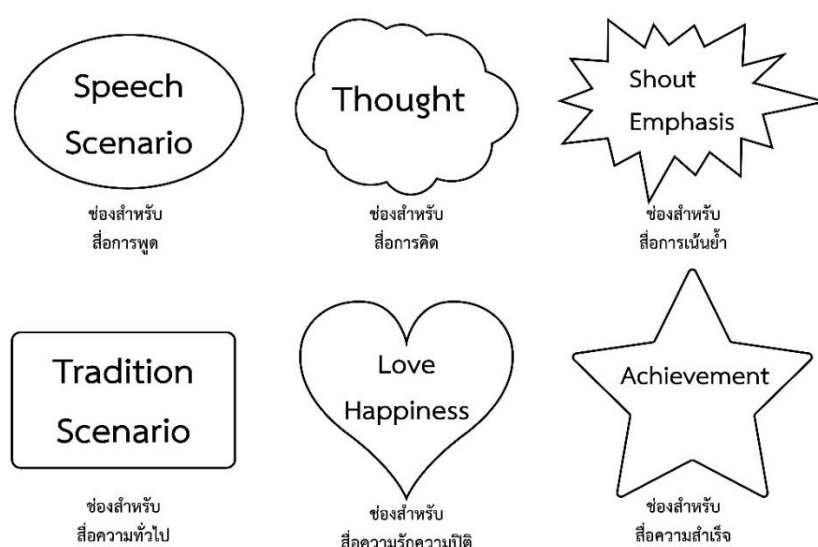 Speech
Scenario
ช่องสำหรับ
สื่อการพูด
Thought
ช่องสำหรับ
สื่อการคิด
Shout
Emphasis
ช่องสำหรับ
สื่อการเน้นย้ำ
Tradition
Scenario
ช่องสำหรับ
สื่อความทั่วไป
Love
Happiness
ช่องสำหรับ
สื่อความรักความปิติ
Achievement
ช่องสำหรับ
สื่อความสำเร็จ